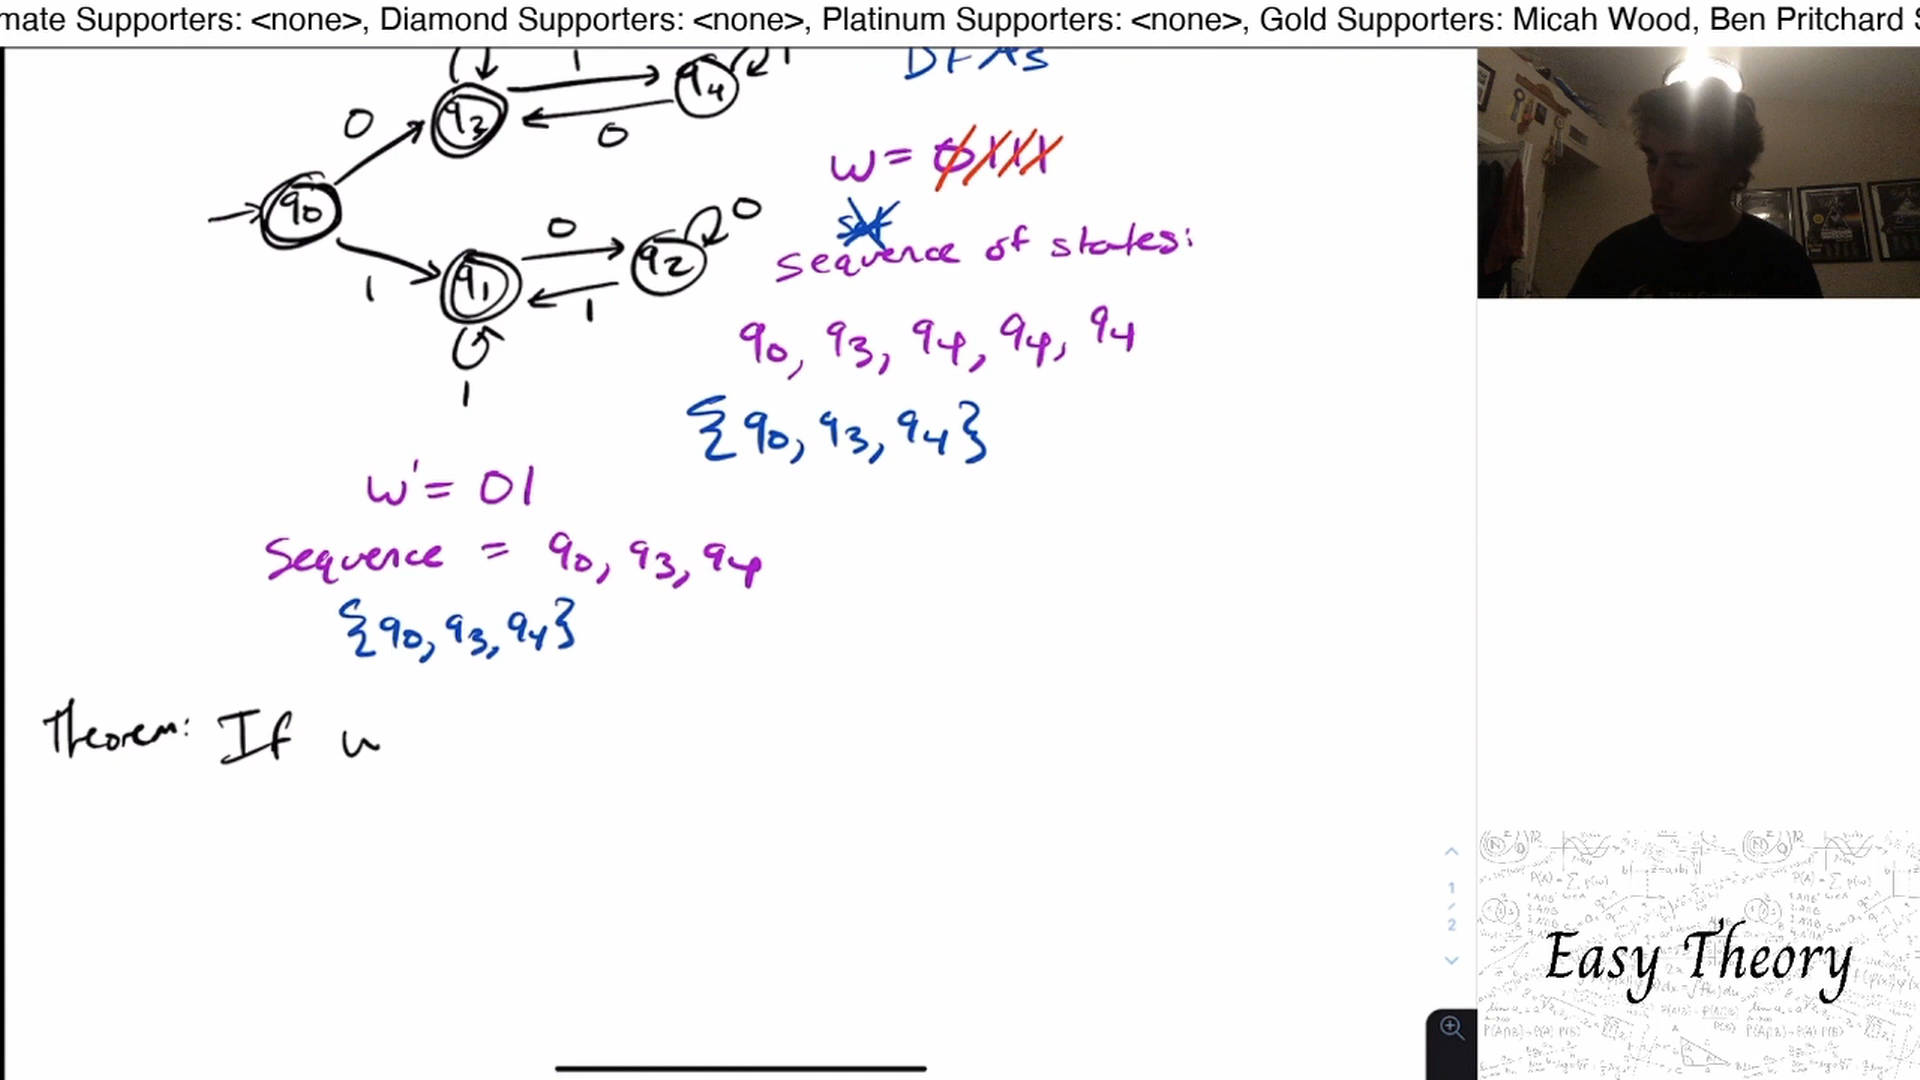 mate Supporters: <none>, Diamond Supporters: <none>, Platinum Supporters: <none>, Gold Supporters: Micah Wood, Ben Pritchard S
DFAs
1
q4
1
q3
0
0
w = 0111
q0
0
0
sequence of states:
q2
1
q1
1
1
q0, q3, q4, q4, q4
{q0, q3, q4}
w' = 01
Sequence = q0, q3, q4
{q0, q3, q4}
Theorem: If w
1
2
Easy Theory